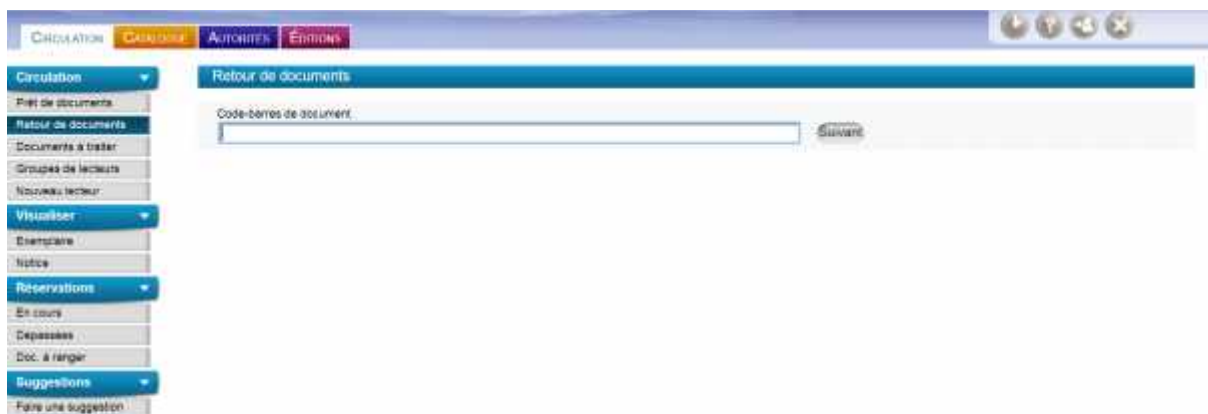 Circulation Catalogue Autorités Éditions
Circulation
Prêt de documents
Retour de documents
Documents à traiter
Groupes de lecteurs
Nouveau lecteur
Visualiser
Exemplaire
Notice
Réservations
En cours
Dépassées
Doc. à ranger
Suggestions
Faire une suggestion
Retour de documents
Code-barres de document
Suivant